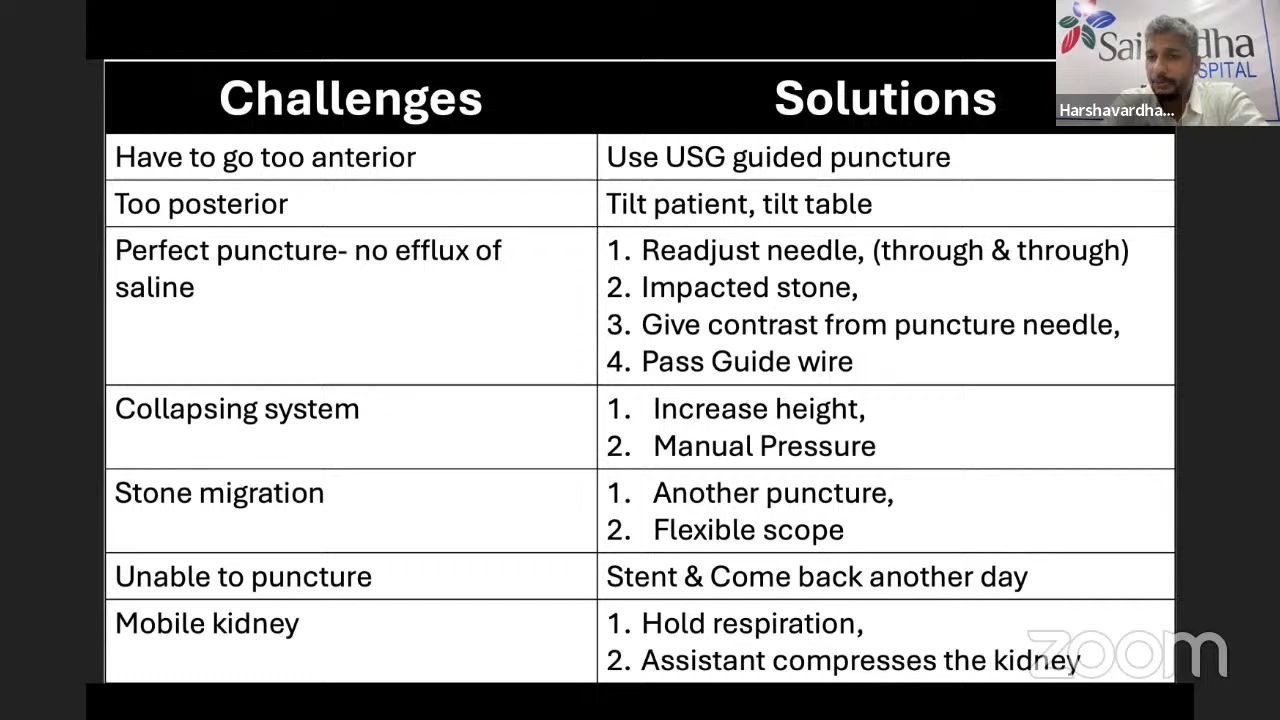 Challenges
Solutions
Have to go too anterior
Use USG guided puncture
Too posterior
Tilt patient, tilt table
Perfect puncture- no efflux of
saline
1. Readjust needle, (through & through)
2. Impacted stone,
3. Give contrast from puncture needle,
4. Pass Guide wire
Collapsing system
1. Increase height,
2. Manual Pressure
Stone migration
1. Another puncture,
2. Flexible scope
Unable to puncture
Stent & Come back another day
Mobile kidney
1. Hold respiration,
2. Assistant compresses the kidney
Harshavardha...
zoom